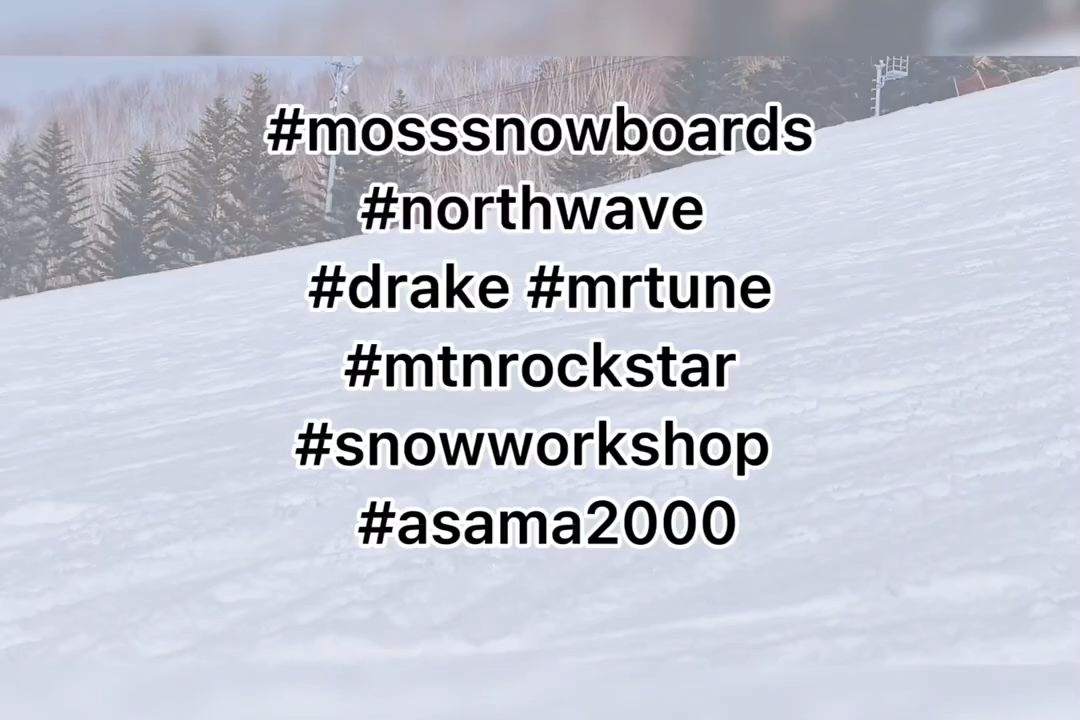 #mosssnowboards
#northwave
#drake #mrtune
#mtnrockstar
#snowworkshop
#asama2000